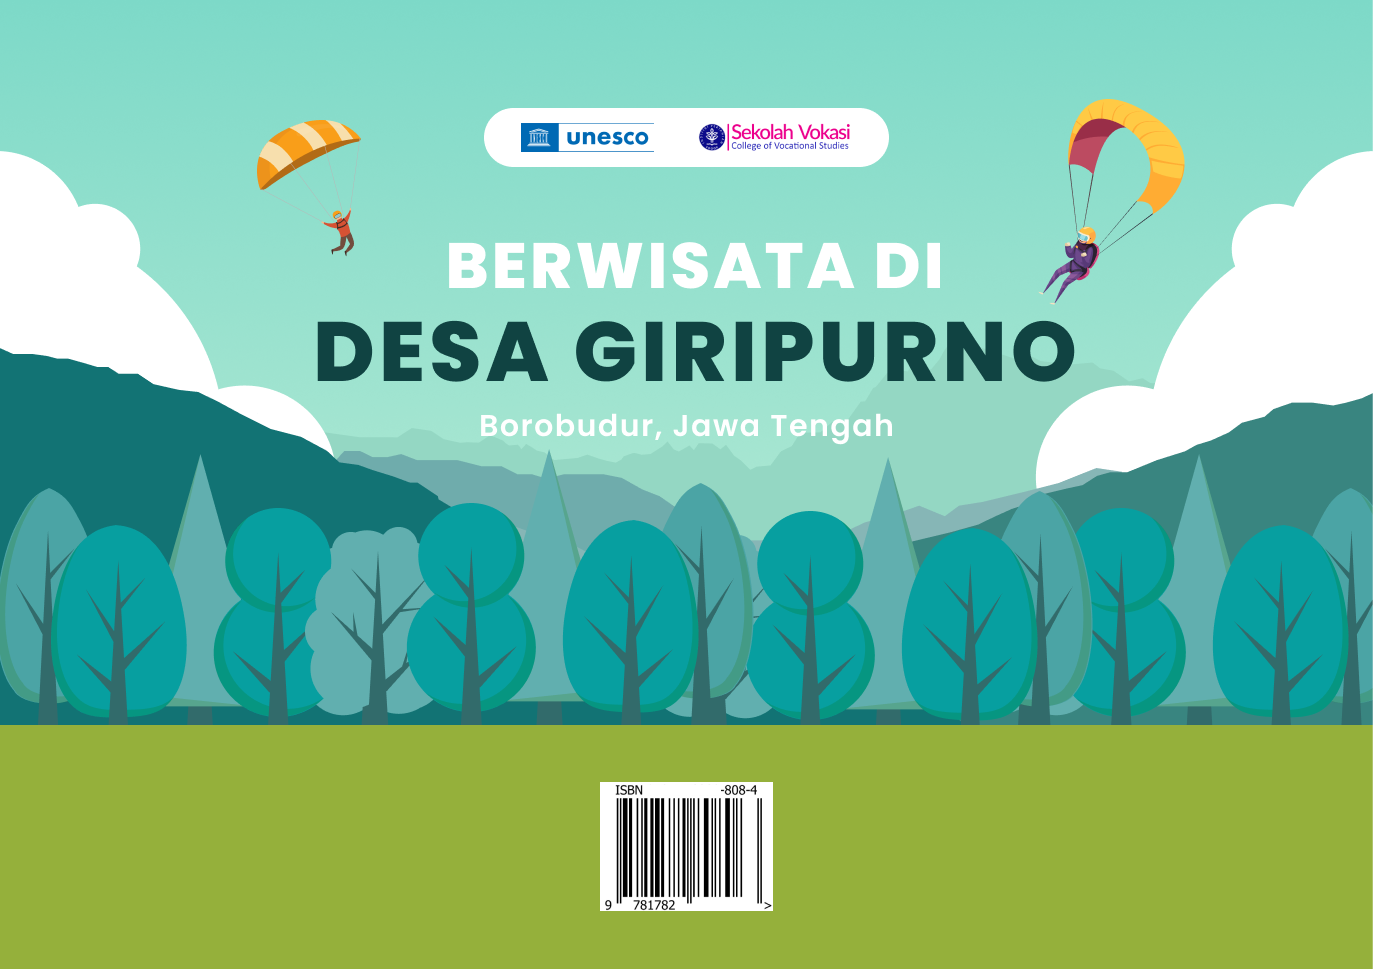 unesco
Sekolah Vokasi
College of Vocational Studies
BERWISATA DI
DESA GIRIPURNO
Borobudur, Jawa Tengah
ISBN -808-4
9 781782 >